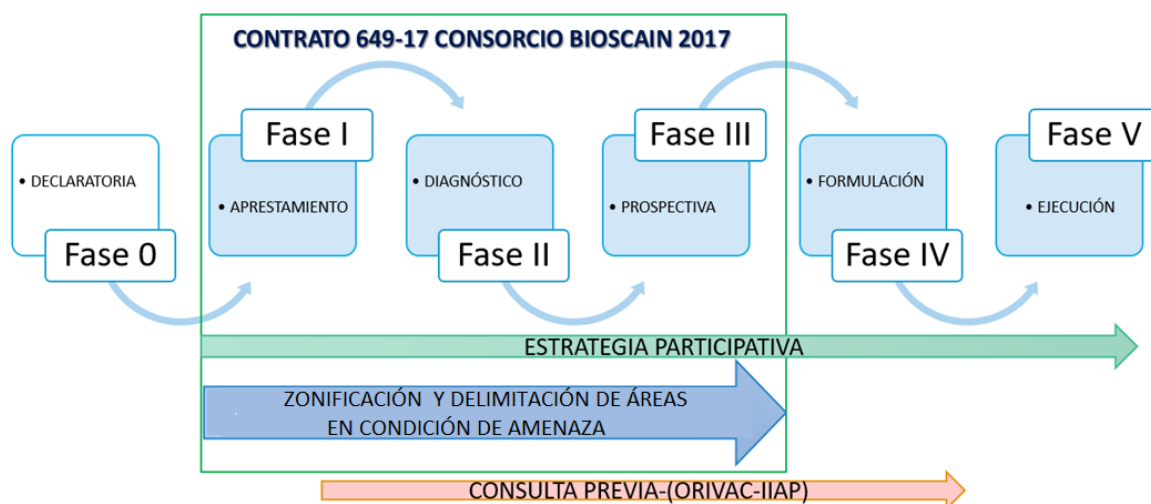 CONTRATO 649-17 CONSORCIO BIOSCAIN 2017
• DECLARATORIA
Fase 0
Fase I
• APRESTAMIENTO
• DIAGNÓSTICO
Fase II
Fase III
• PROSPECTIVA
• FORMULACIÓN
Fase IV
Fase V
• EJECUCIÓN
ESTRATEGIA PARTICIPATIVA
ZONIFICACIÓN Y DELIMITACIÓN DE ÁREAS
EN CONDICIÓN DE AMENAZA
CONSULTA PREVIA-(ORIVAC-IIAP)